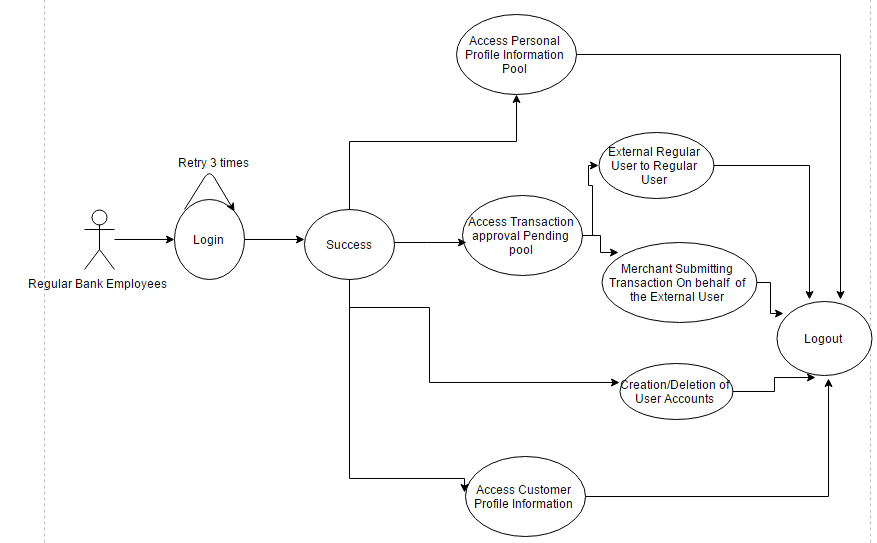 Access Personal
Profile Information
Pool
Retry 3 times
External Regular
User to Regular
User
Login
Success
Access Transaction
approval Pending
pool
Regular Bank Employees
Merchant Submitting
Transaction On behalf of
the External User
Logout
Creation/Deletion of
User Accounts
Access Customer
Profile Information